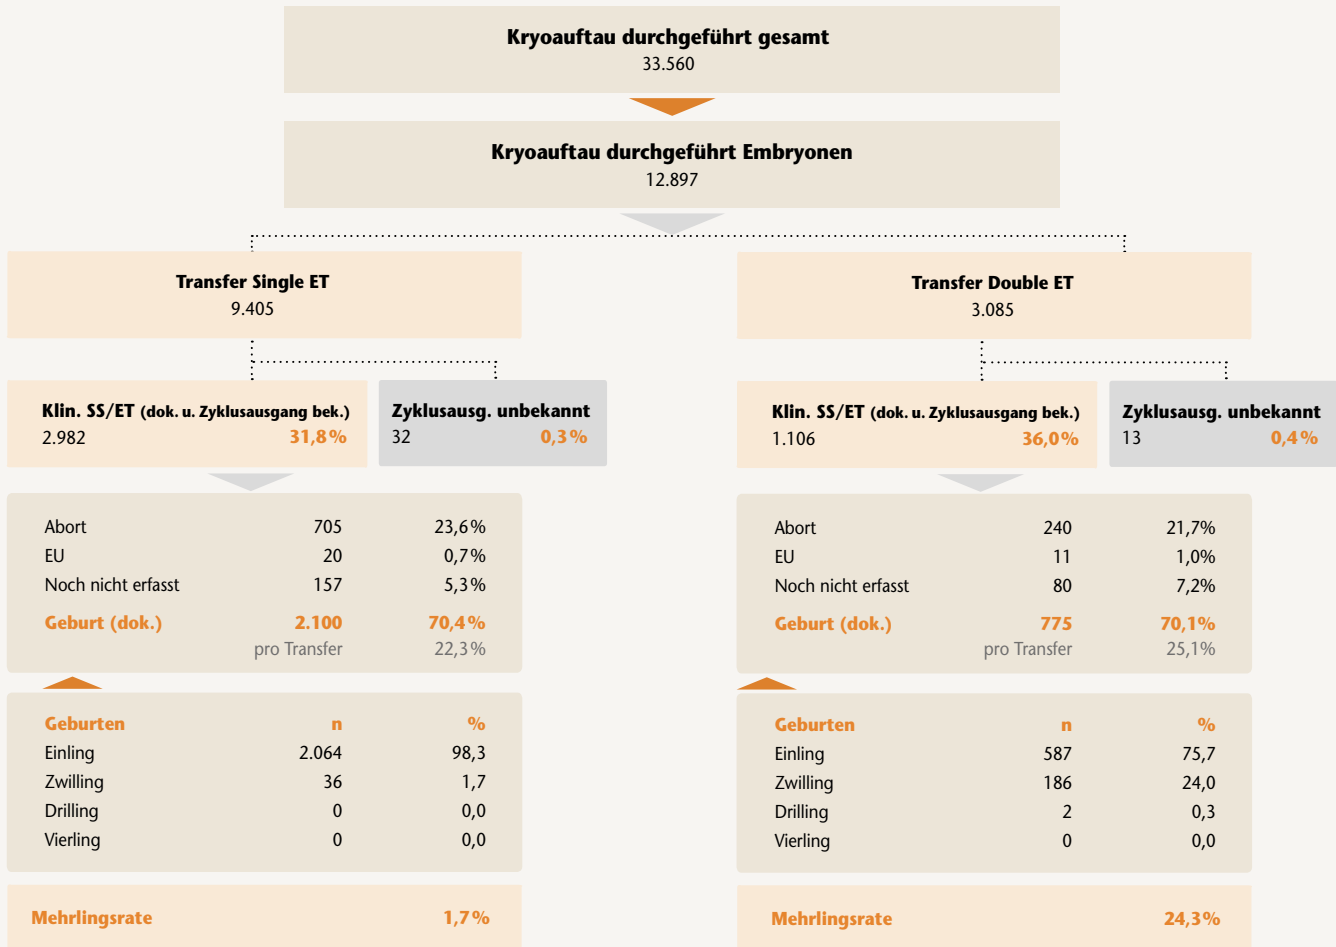 Kryoauftau durchgeführt gesamt
33.560
Kryoauftau durchgeführt Embryonen
12.897
Transfer Single ET
9.405
Klin. SS/ET (dok. u. Zyklusausgang bek.)
2.982 31,8%
Zyklusausg. unbekannt
32 0,3%
Abort 705 23,6%
EU 20 0,7%
Noch nicht erfasst 157 5,3%
Geburt (dok.) 2.100 70,4%
pro Transfer 22,3%
Geburten n %
Einling 2.064 98,3
Zwilling 36 1,7
Drilling 0 0,0
Vierling 0 0,0
Mehrlingsrate 1,7%
Transfer Double ET
3.085
Klin. SS/ET (dok. u. Zyklusausgang bek.)
1.106 36,0%
Zyklusausg. unbekannt
13 0,4%
Abort 240 21,7%
EU 11 1,0%
Noch nicht erfasst 80 7,2%
Geburt (dok.) 775 70,1%
pro Transfer 25,1%
Geburten n %
Einling 587 75,7
Zwilling 186 24,0
Drilling 2 0,3
Vierling 0 0,0
Mehrlingsrate 24,3%